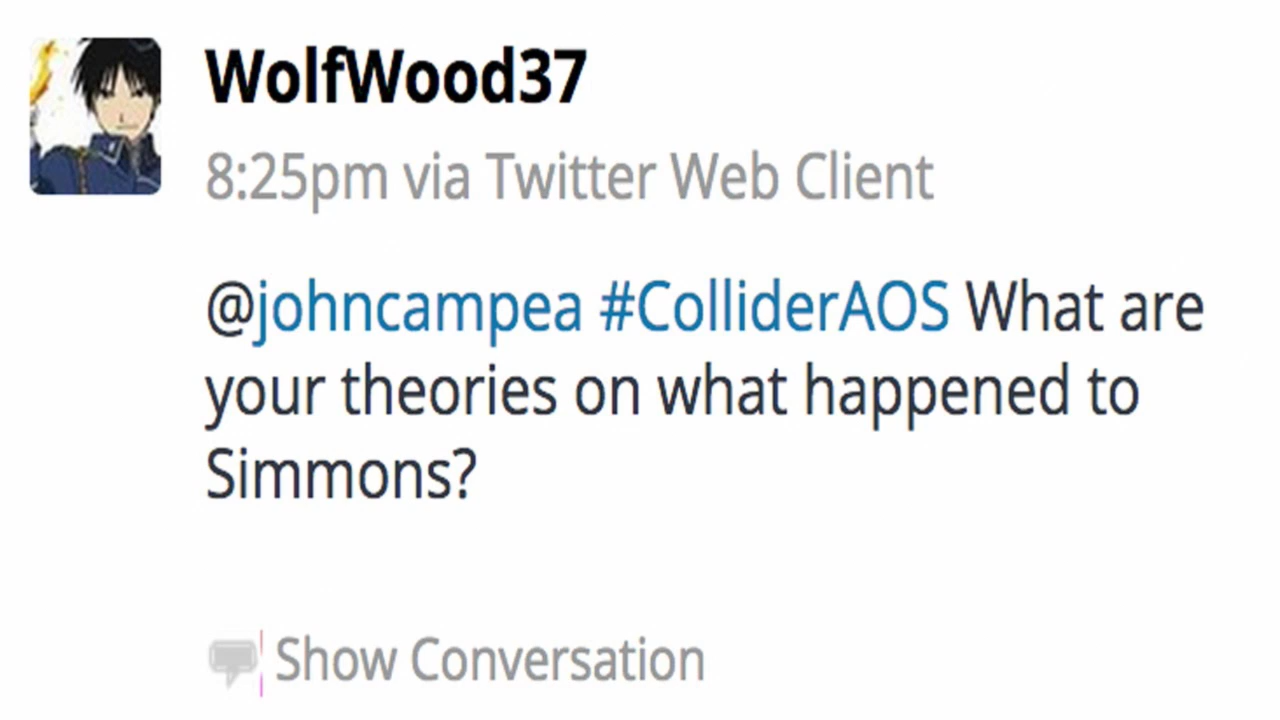 WolfWood37
8:25pm via Twitter Web Client
@johncampea #ColliderAOS What are
your theories on what happened to
Simmons?
Show Conversation